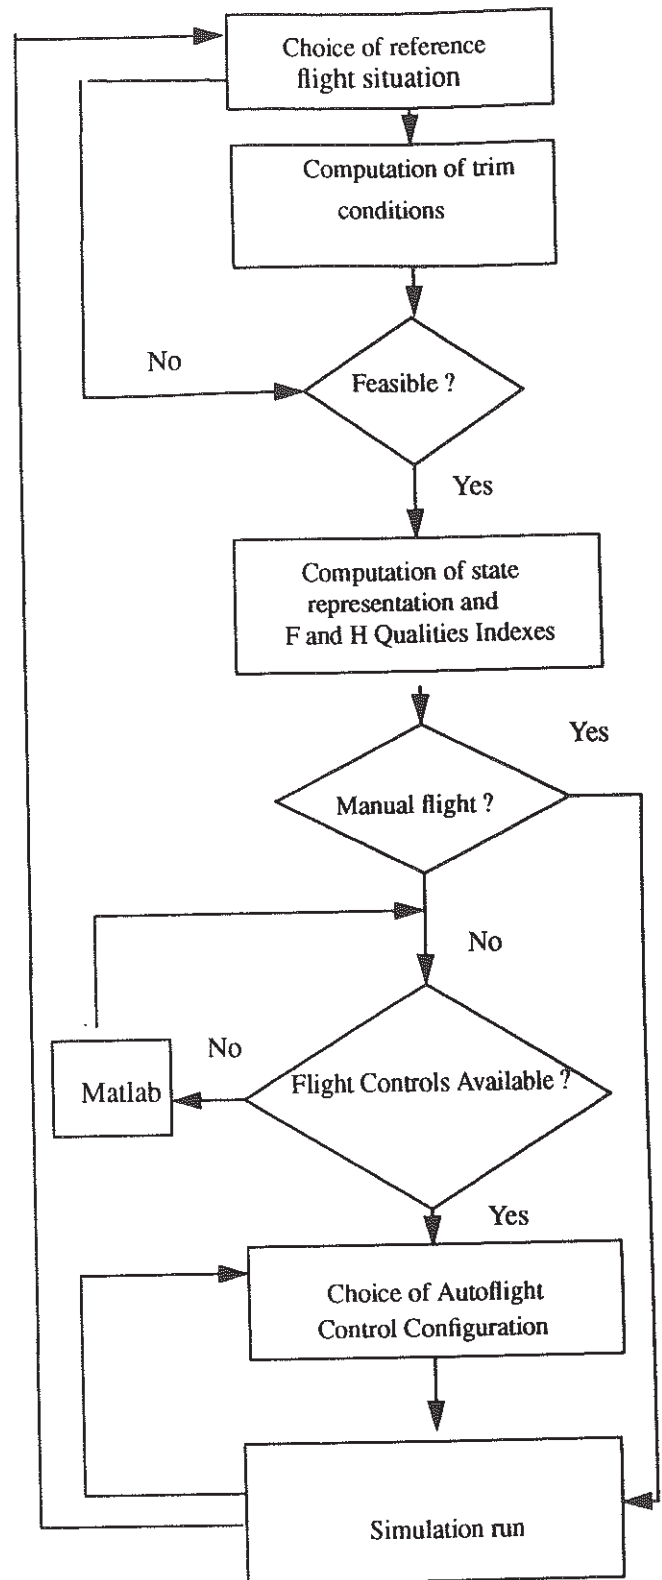 Choice of reference
flight situation
Computation of trim
conditions
No
Feasible ?
Yes
Computation of state
representation and
F and H Qualities Indexes
Yes
Manual flight ?
No
No
Matlab
Flight Controls Available ?
Yes
Choice of Autoflight
Control Configuration
Simulation run